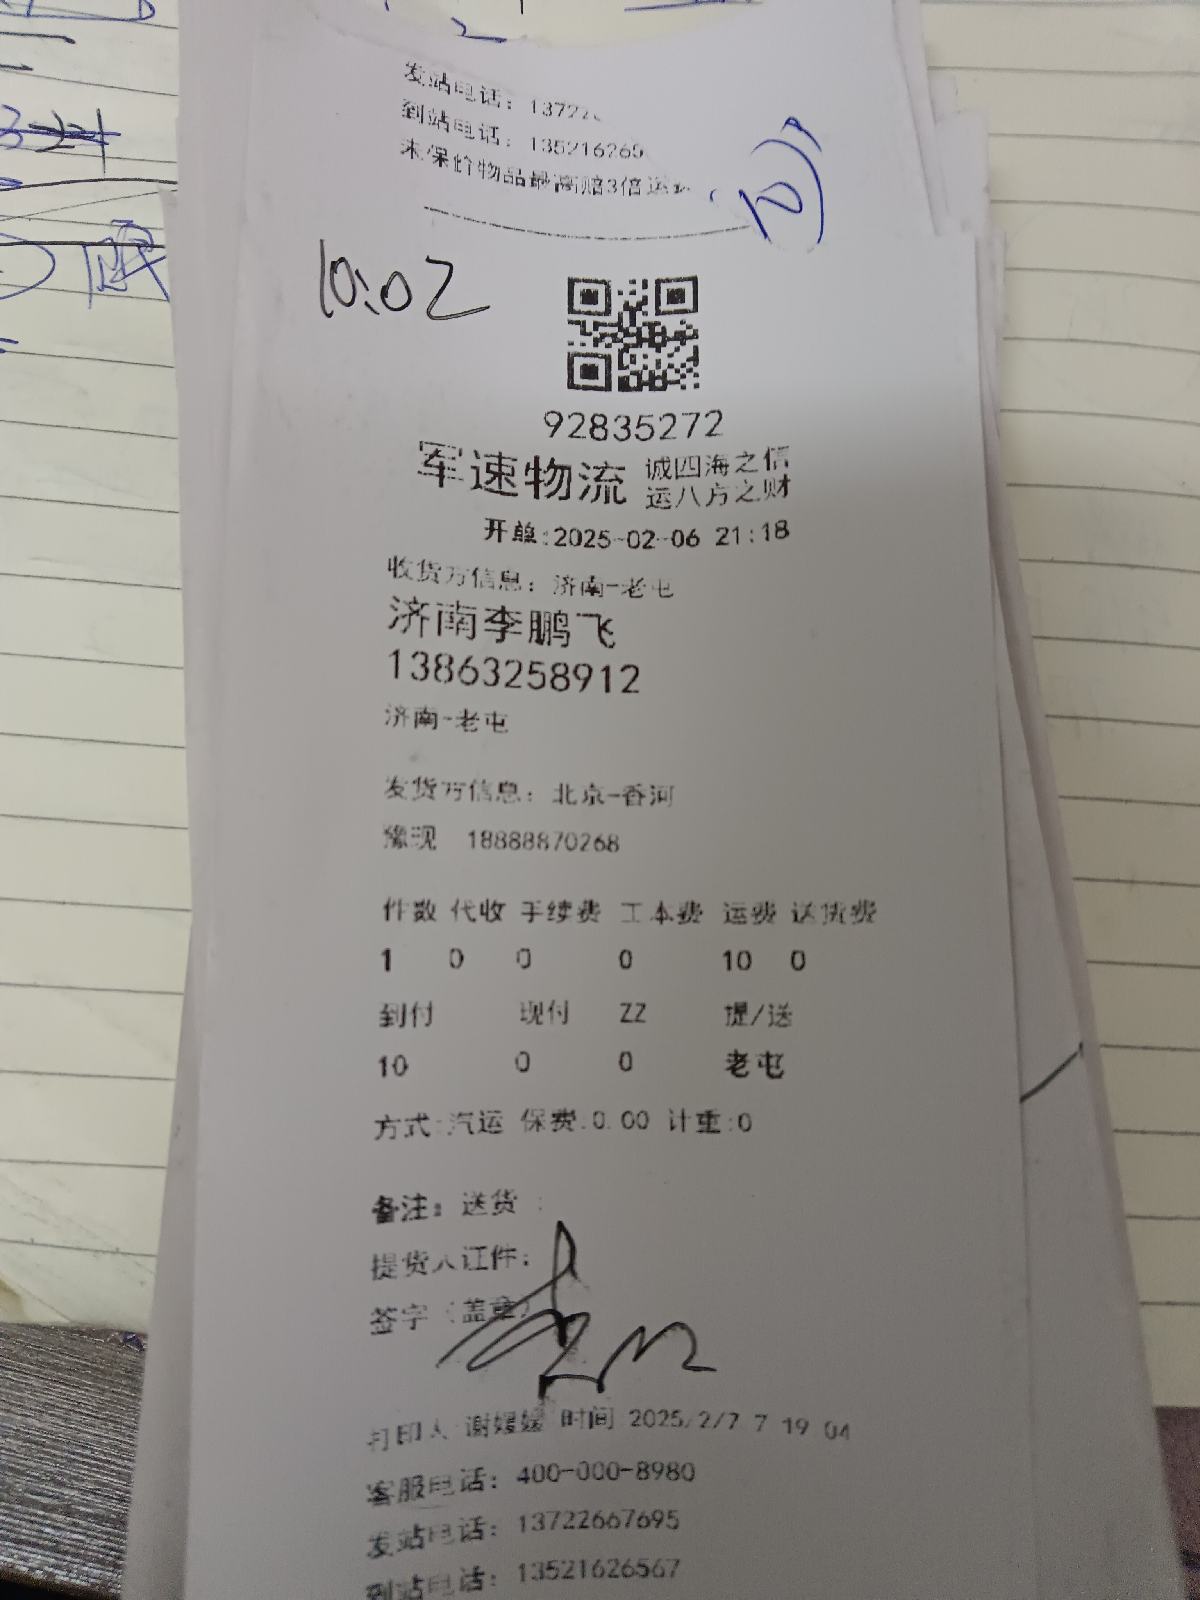 发站电话：13722
到站电话：135216265
未保价物品最高赔3倍运
10:02
92835272
军速物流 诚四海之信
运八方之财
开单:2025-02-06 21:18
收货方信息：济南-老屯
济南李鹏飞
13863258912
济南-老屯
发货方信息：北京-香河
豫现 18888870268
件数 代收 手续费 工本费 运费 送货费
1 0 0 0 10 0
到付 现付 ZZ 提/送
10 0 0 老屯
方式:汽运 保费:0.00 计重:0
备注：送货
提货人证件：
签字（盖章）
打印人 谢媛媛 时间 2025/2/7 7 19 04
客服电话：400-000-8980
发站电话：13722667695
到站电话：13521626567